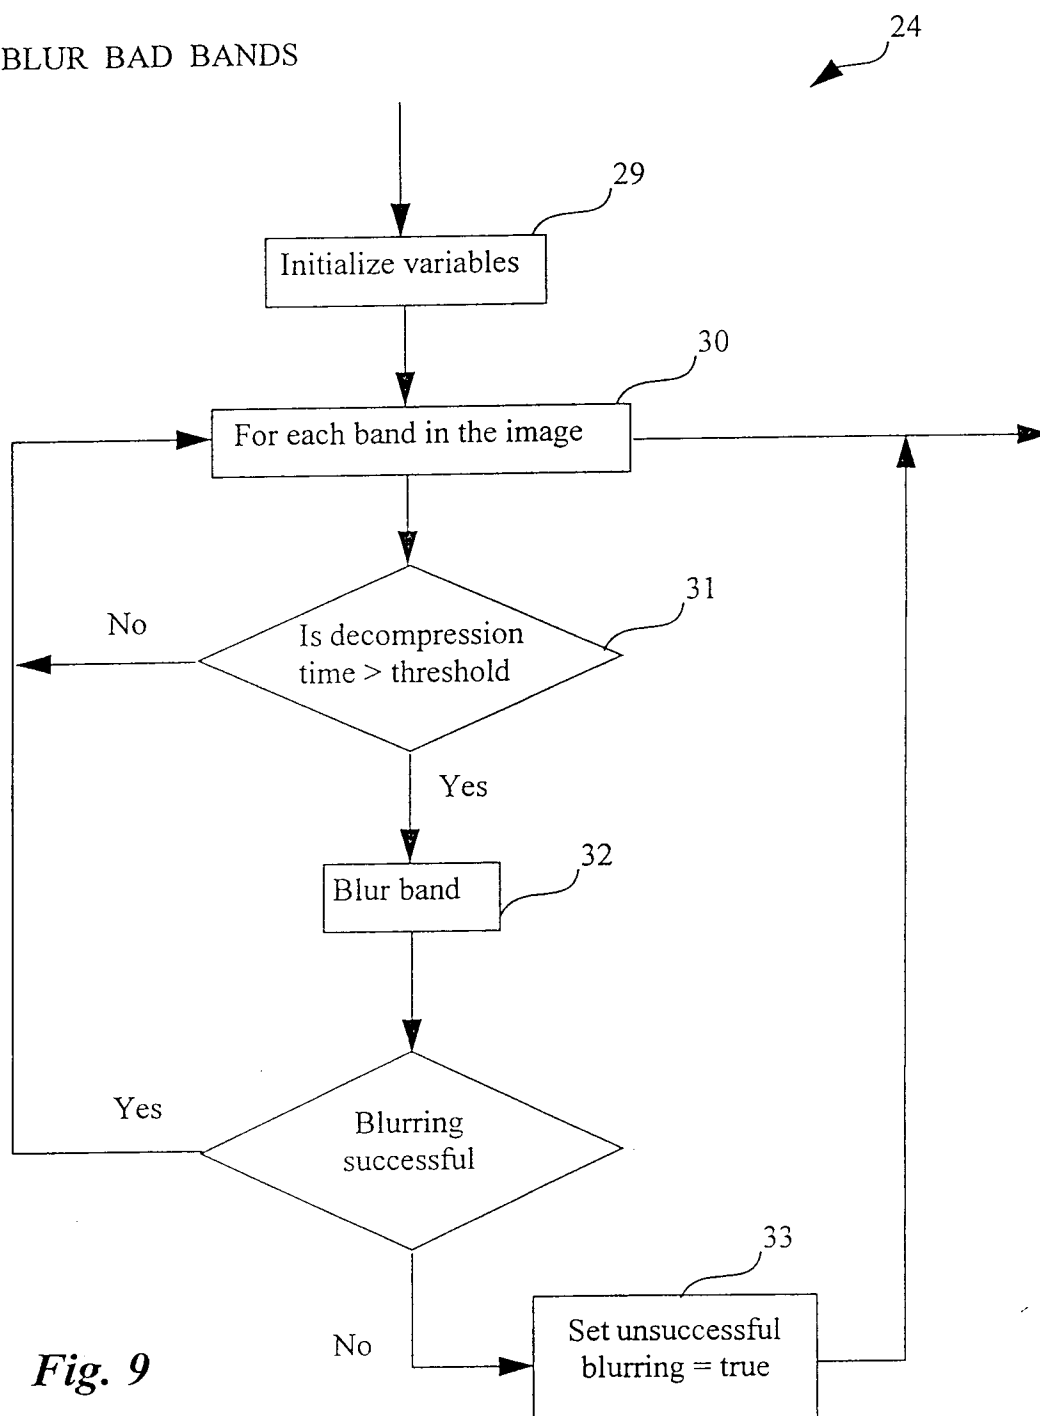 24
BLUR BAD BANDS
29
Initialize variables
30
For each band in the image
31
No
Is decompression
time > threshold
Yes
32
Blur band
Yes
Blurring
successful
33
No
Set unsuccessful
blurring = true
Fig. 9